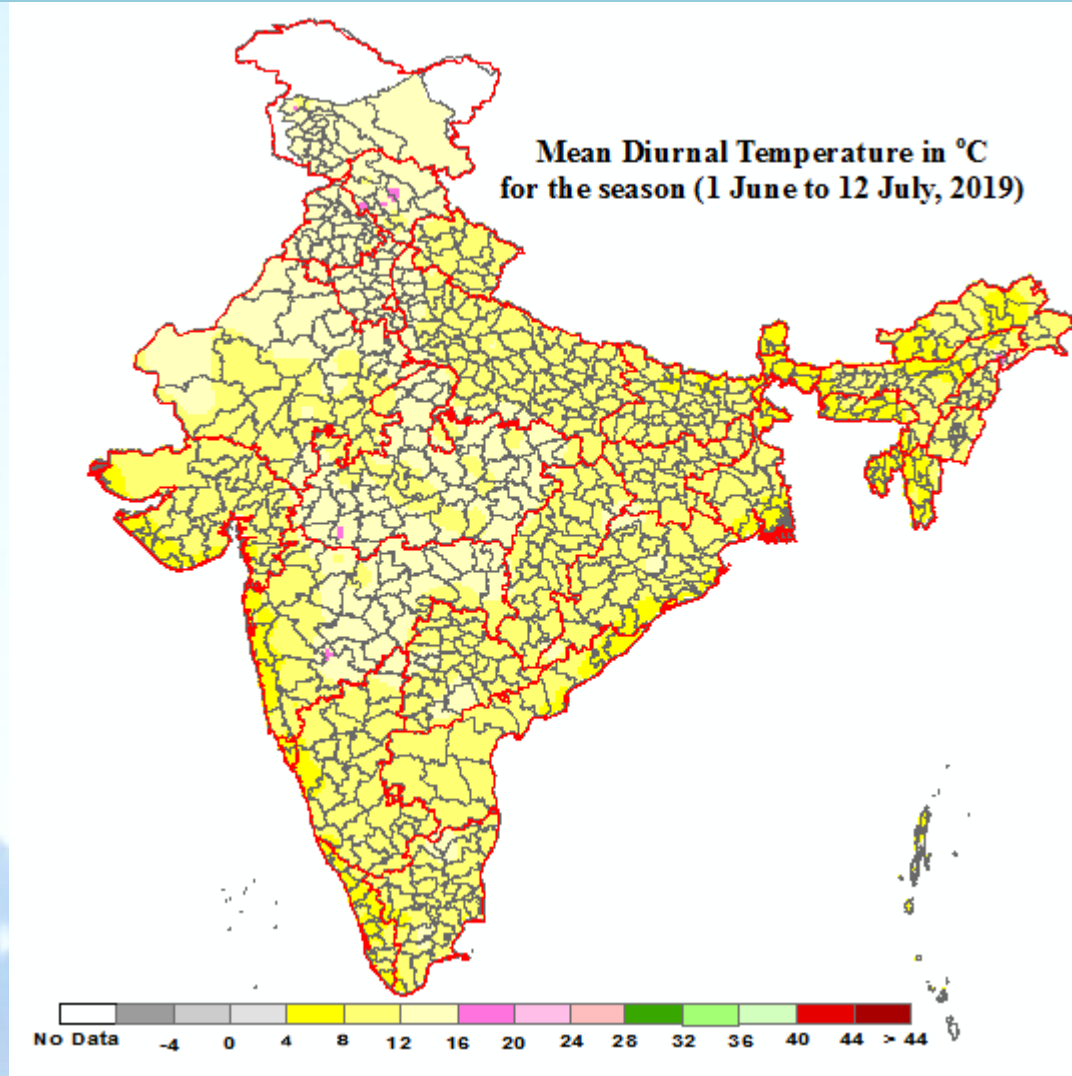 Mean Diurnal Temperature in °C
for the season (1 June to 12 July, 2019)
No Data -4 0 4 8 12 16 20 24 28 32 36 40 44 > 44